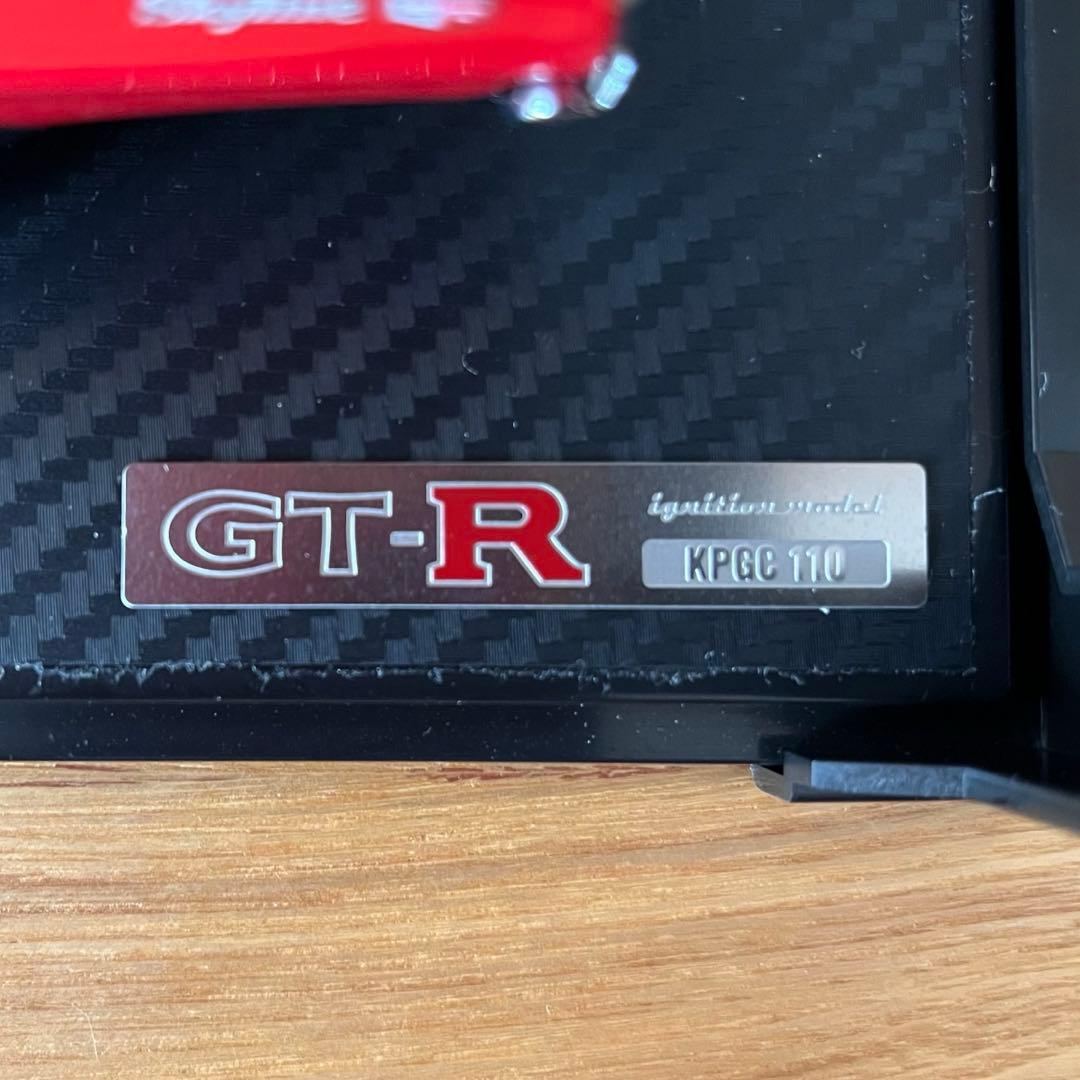 GT-R
ignition model
KPGC 110